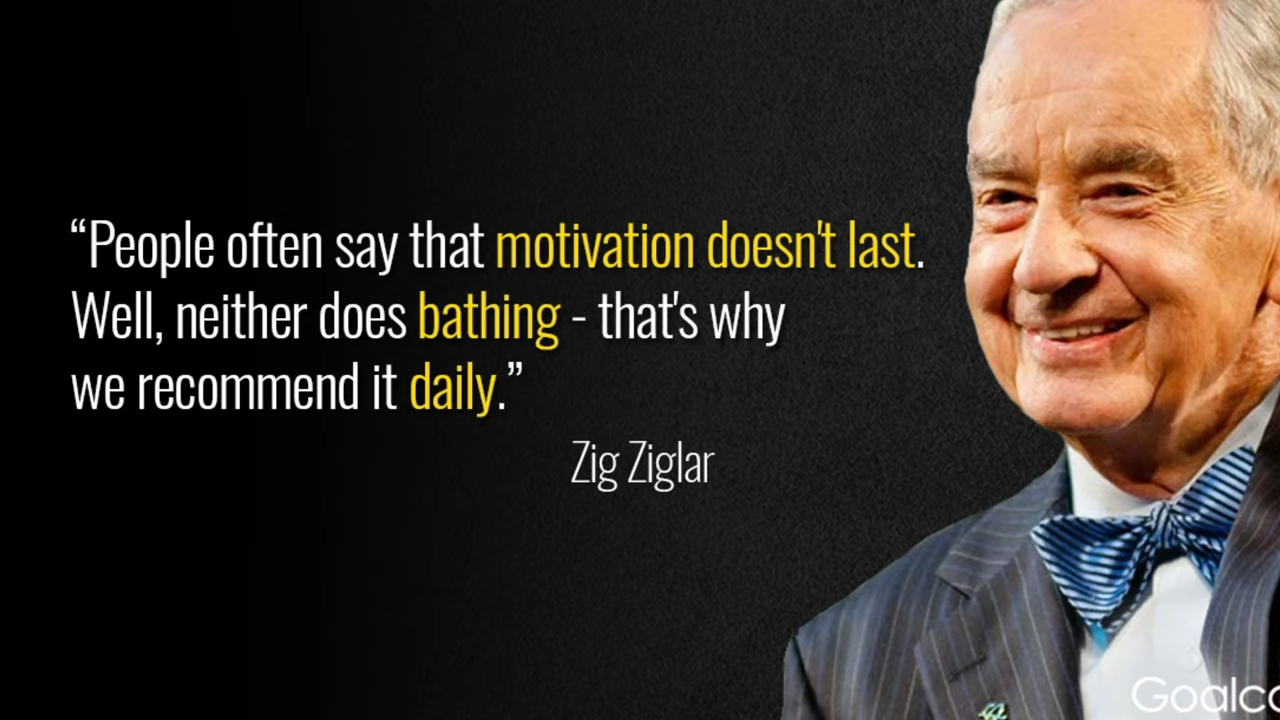 “People often say that motivation doesn't last.
Well, neither does bathing - that's why
we recommend it daily.”
Zig Ziglar
Goalc